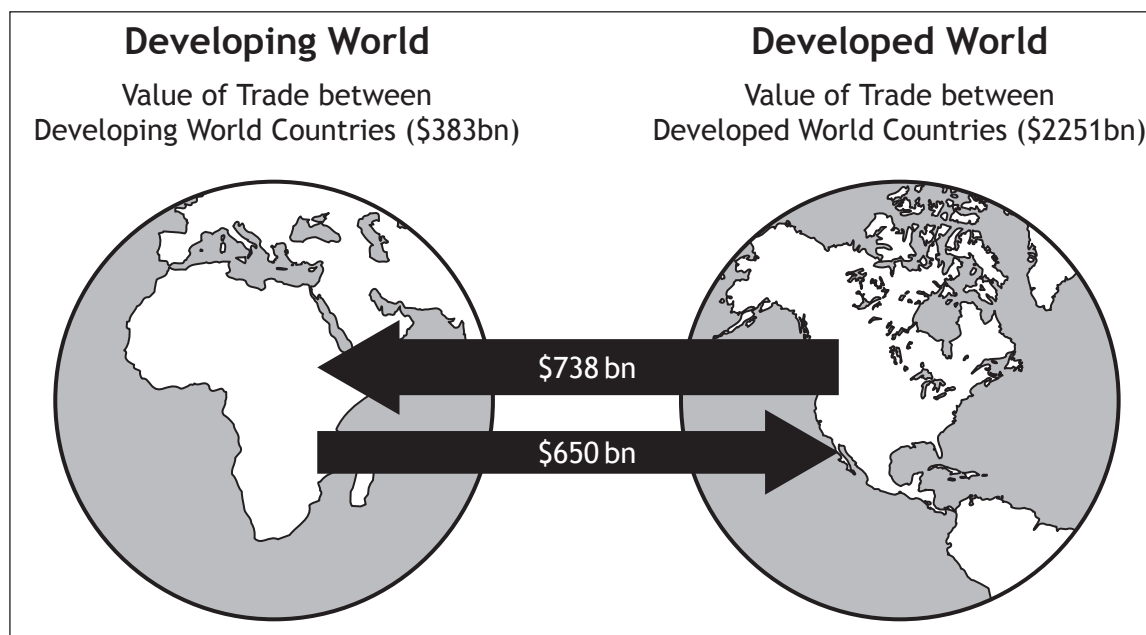 Developing World
Value of Trade between
Developing World Countries ($383bn)
Developed World
Value of Trade between
Developed World Countries ($2251bn)
$738 bn
$650 bn